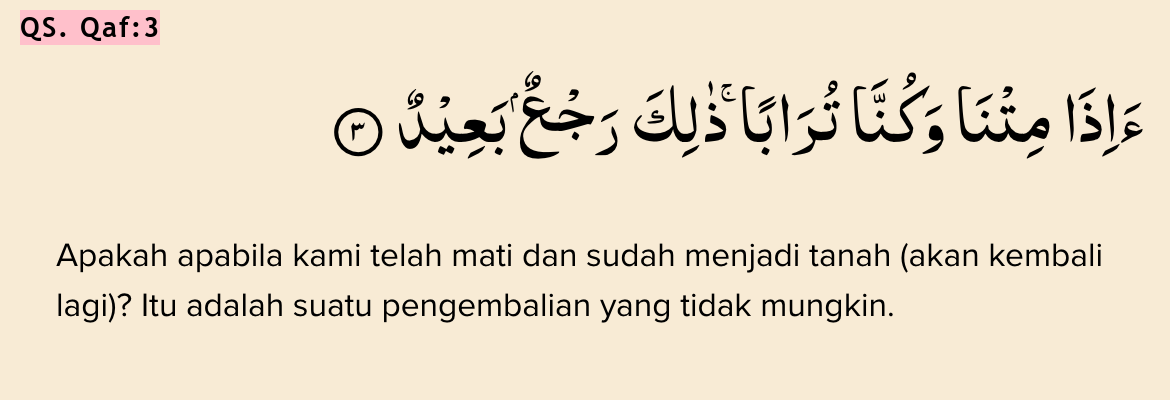 QS. Qaf:3
ءَاِذَا مِتْنَا وَكُنَّا تُرَابًاۚ ذٰلِكَ رَجْعٌۢ بَعِيْدٌ ٣
Apakah apabila kami telah mati dan sudah menjadi tanah (akan kembali
lagi)? Itu adalah suatu pengembalian yang tidak mungkin.